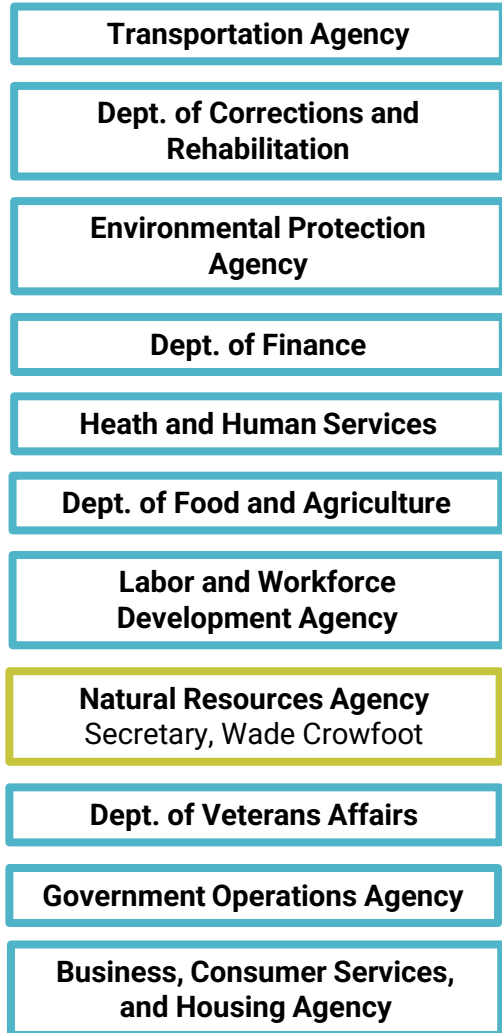 Transportation Agency
Dept. of Corrections and
Rehabilitation
Environmental Protection
Agency
Dept. of Finance
Heath and Human Services
Dept. of Food and Agriculture
Labor and Workforce
Development Agency
Natural Resources Agency
Secretary, Wade Crowfoot
Dept. of Veterans Affairs
Government Operations Agency
Business, Consumer Services,
and Housing Agency